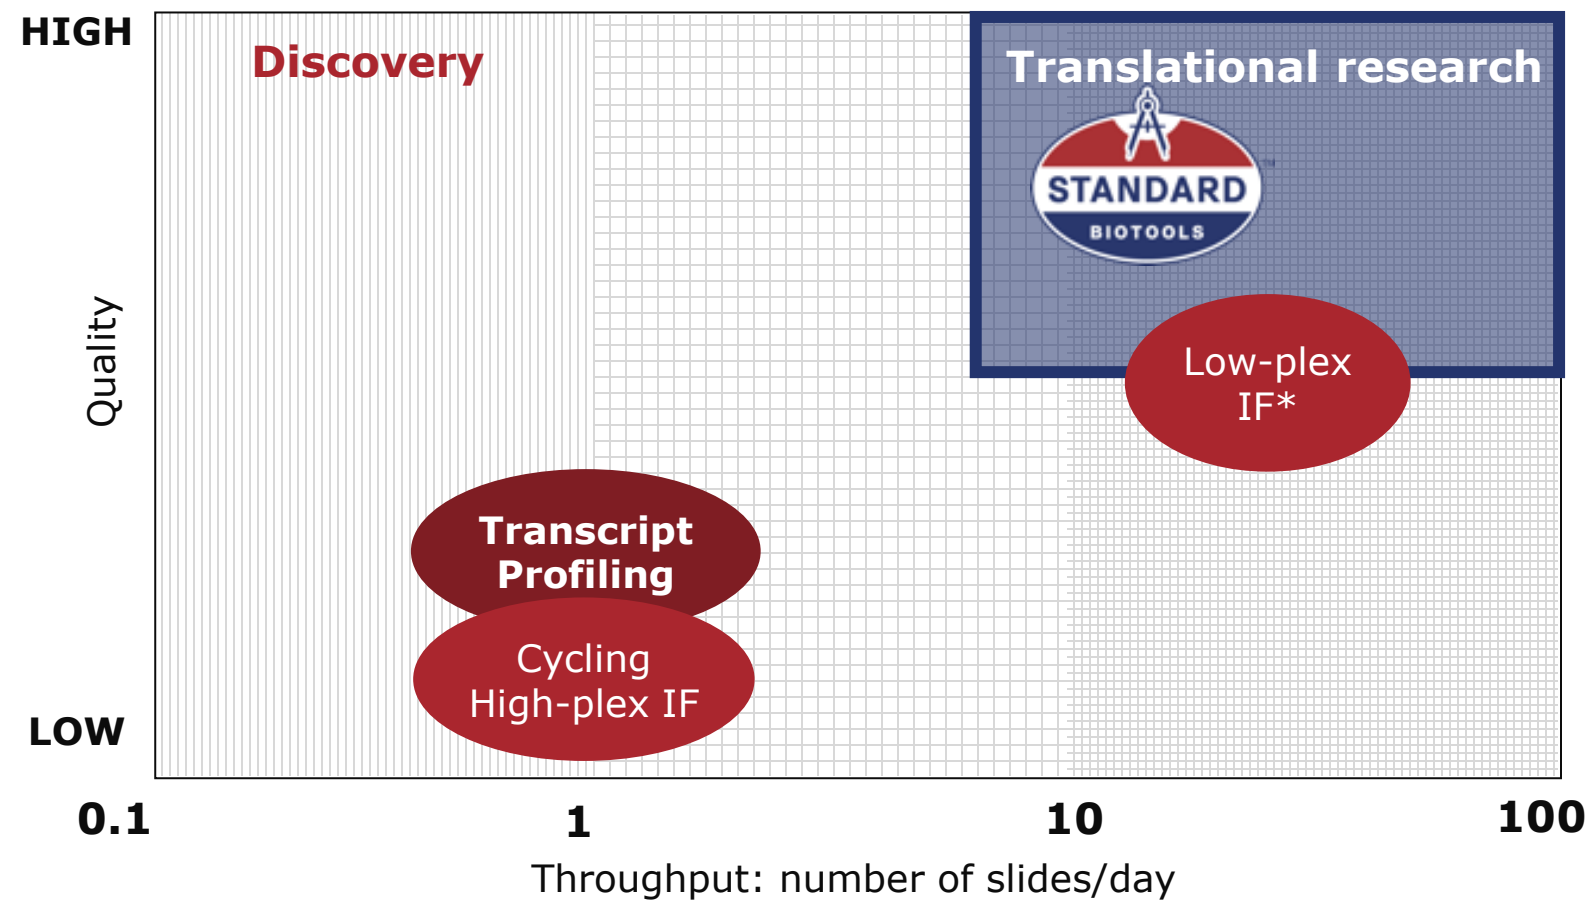 HIGH
Discovery
Translational research
STANDARD
™
BIOTOOLS
Quality
Low-plex
IF*
Transcript
Profiling
Cycling
High-plex IF
LOW
0.1
1
10
100
Throughput: number of slides/day